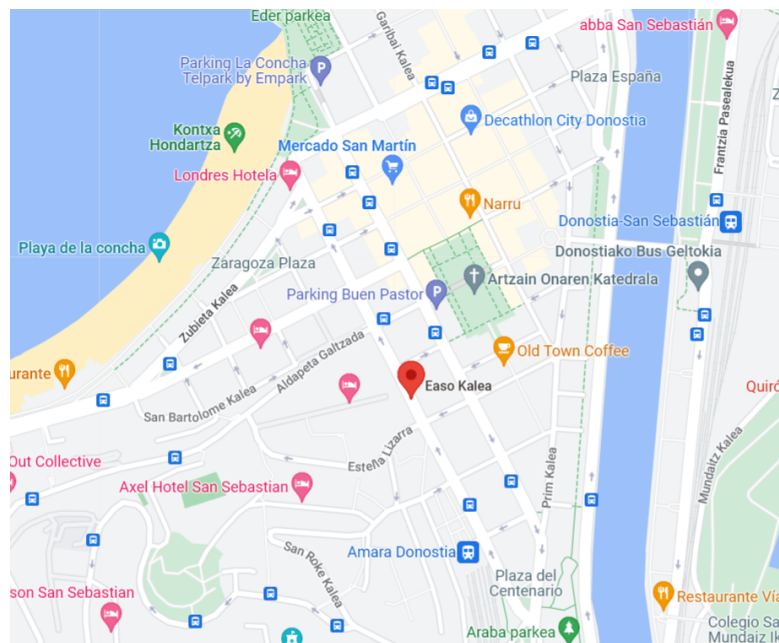 Eder parkea
Garibai Kalea
abba San Sebastián
Parking La Concha
Telpark by Empark
Plaza España
Frantzia Pasealekua
Kontxa
Hondartza
Mercado San Martín
Decathlon City Donostia
Londres Hotela
Narru
Donostia-San Sebastián
Playa de la concha
Zaragoza Plaza
Donostiako Bus Geltokia
Artzain Onaren Katedrala
Zubieta Kalea
Parking Buen Pastor
Aldapeta Galtzada
Old Town Coffee
urante
Easo Kalea
San Bartolome Kalea
Quiró
Esteña Lizarra
Out Collective
Axel Hotel San Sebastian
Prim Kalea
Mundaitz Kalea
San Roke Kalea
Amara Donostia
Plaza del
Centenario
son San Sebastian
Restaurante Vía
Araba parkea
Colegio Sa
Mundaiz Ik